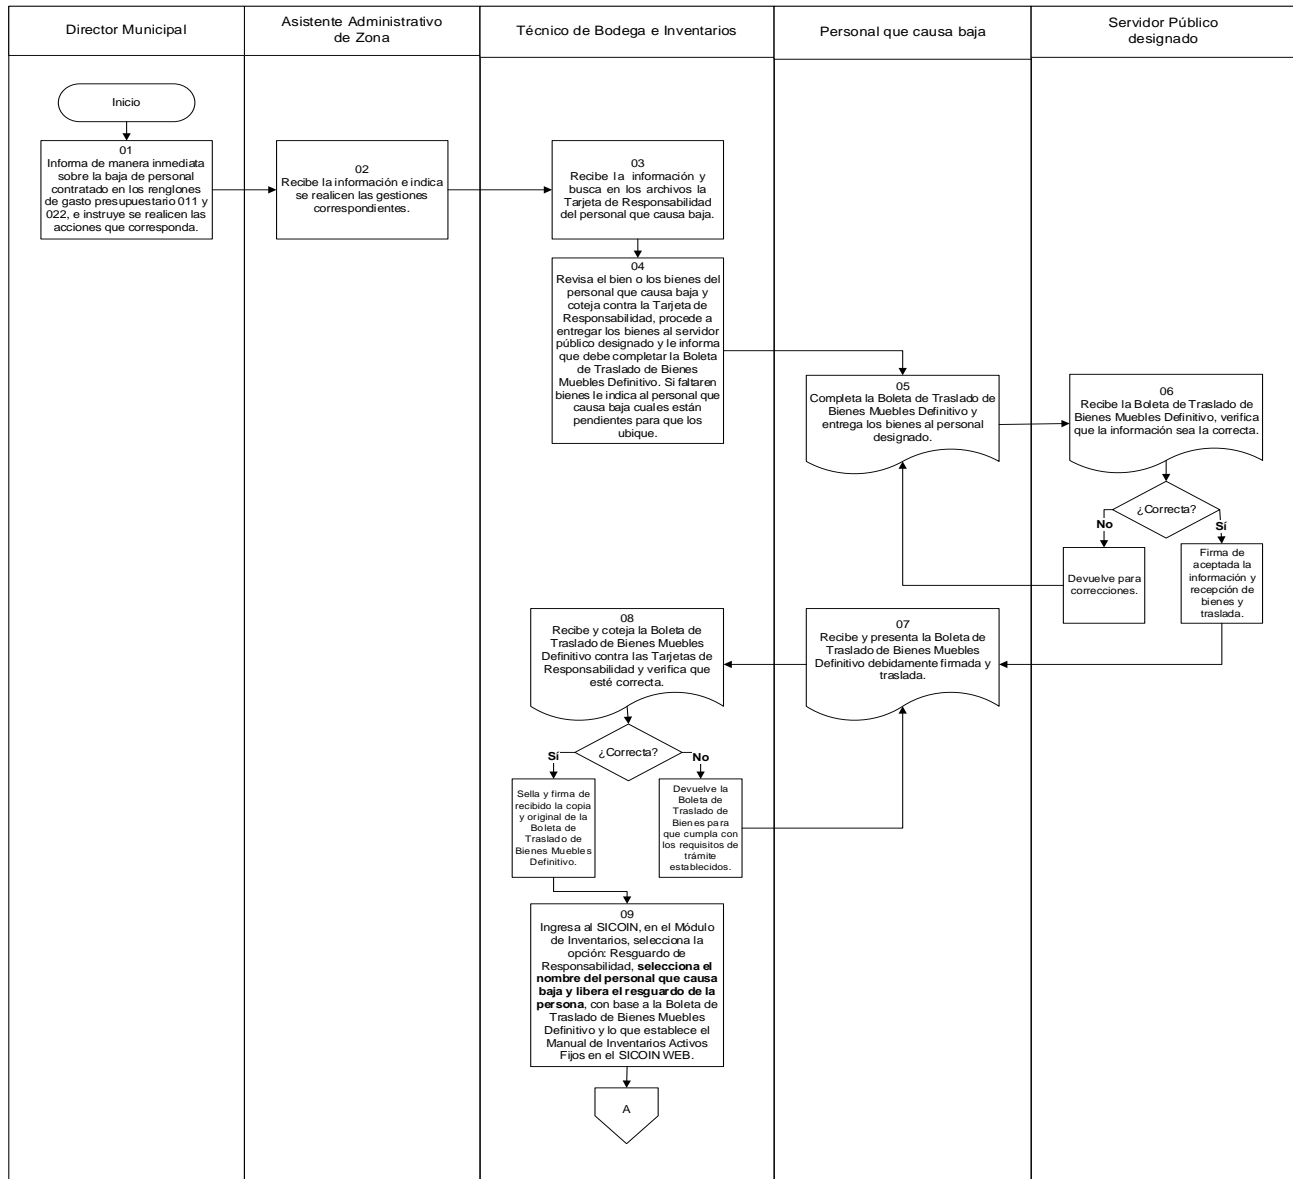 Director Municipal
Asistente Administrativo
de Zona
Técnico de Bodega e Inventarios
Personal que causa baja
Servidor Público
designado
Inicio
01
Informa de manera inmediata
sobre la baja de personal
contratado en los renglones
de gasto presupuestario 011 y
022, e instruye se realicen las
acciones que corresponda.
02
Recibe la información e indica
se realicen las gestiones
correspondientes.
03
Recibe la información y
busca en los archivos la
Tarjeta de Responsabilidad
del personal que causa baja.
04
Revisa el bien o los bienes del
personal que causa baja y
coteja contra la Tarjeta de
Responsabilidad, procede a
entregar los bienes al servidor
público designado y le informa
que debe completar la Boleta
de Traslado de Bienes
Muebles Definitivo. Si faltaren
bienes le indica al personal que
causa baja cuales están
pendientes para que los
ubique.
05
Completa la Boleta de Traslado de
Bienes Muebles Definitivo y
entrega los bienes al personal
designado.
06
Recibe la Boleta de Traslado de
Bienes Muebles Definitivo, verifica
que la información sea la correcta.
¿Correcta?
No
Sí
Devuelve para
correcciones.
Firma de
aceptada la
información y
recepción de
bienes y
traslada.
07
Recibe y presenta la Boleta de
Traslado de Bienes Muebles
Definitivo debidamente firmada y
traslada.
08
Recibe y coteja la Boleta de
Traslado de Bienes Muebles
Definitivo contra las Tarjetas de
Responsabilidad y verifica que
esté correcta.
¿Correcta?
Sí
No
Sella y firma de
recibido la copia
y original de la
Boleta de
Traslado de
Bienes Muebles
Definitivo.
Devuelve la
Boleta de
Traslado de
Bienes para
que cumpla con
los requisitos de
trámite
establecidos.
09
Ingresa al SICOIN, en el Módulo
de Inventarios, selecciona la
opción: Resguardo de
Responsabilidad, selecciona el
nombre del personal que causa
baja y libera el resguardo de la
persona, con base a la Boleta de
Traslado de Bienes Muebles
Definitivo y lo que establece el
Manual de Inventarios Activos
Fijos en el SICOIN WEB.
A